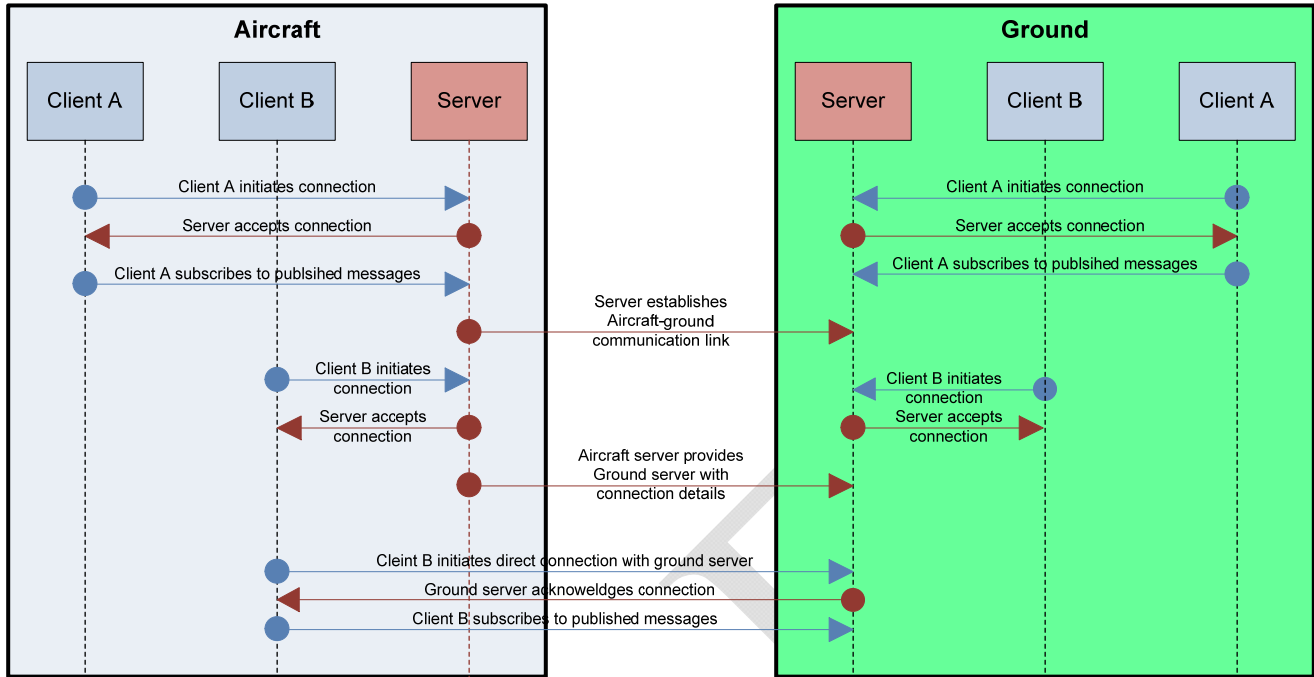 Aircraft
Ground
Client A
Client B
Server
Server
Client B
Client A
Client A initiates connection
Client A initiates connection
Server accepts connection
Server accepts connection
Client A subscribes to publsihed messages
Client A subscribes to publsihed messages
Server establishes
Aircraft-ground
communication link
Client B initiates
connection
Client B initiates
connection
Server accepts
connection
Server accepts
connection
Aircraft server provides
Ground server with
connection details
Cleint B initiates direct connection with ground server
Ground server acknoweldges connection
Client B subscribes to published messages